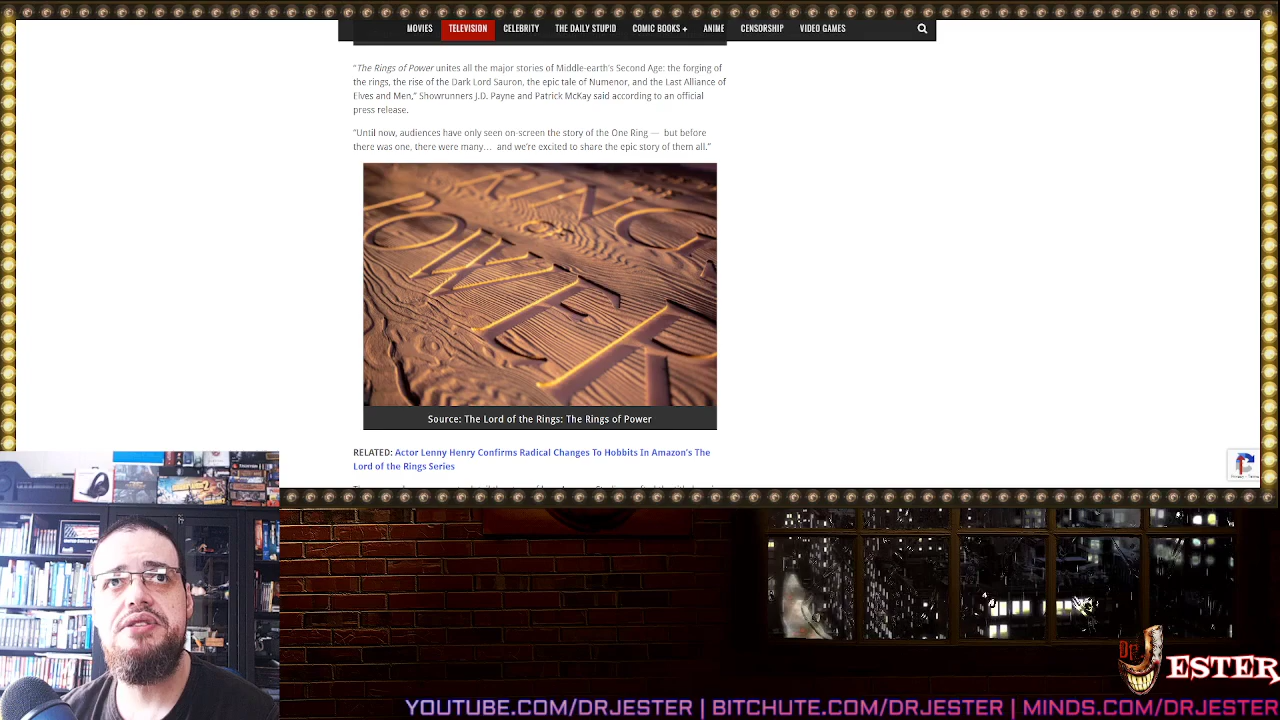 MOVIES TELEVISION CELEBRITY THE DAILY STUPID COMIC BOOKS + ANIME CENSORSHIP VIDEO GAMES
"The Rings of Power unites all the major stories of Middle-earth's Second Age: the forging of
the rings, the rise of the Dark Lord Sauron, the epic tale of Numenor, and the Last Alliance of
Elves and Men," Showrunners J.D. Payne and Patrick McKay said according to an official
press release.
"Until now, audiences have only seen on-screen the story of the One Ring — but before
there was one, there were many… and we're excited to share the epic story of them all."
RINGS
OF
POWER
Source: The Lord of the Rings: The Rings of Power
RELATED: Actor Lenny Henry Confirms Radical Changes To Hobbits In Amazon's The
Lord of the Rings Series
Dr.
JESTER
YOUTUBE.COM/DRJESTER | BITCHUTE.COM/DRJESTER | MINDS.COM/DRJESTER